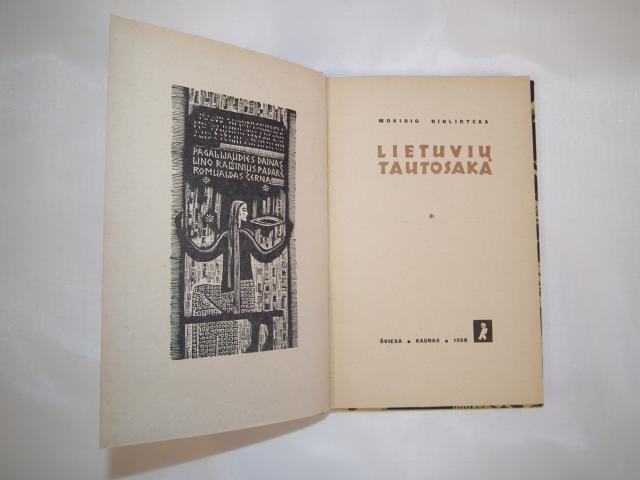 PAGAL LIAUDIES DAINAS
LINO RAIŽINIUS PADARĖ
ROMUALDAS ČERNA
MOKINIO BIBLIOTEKA
LIETUVIŲ
TAUTOSAKA
ŠVIESA • KAUNAS • 1968